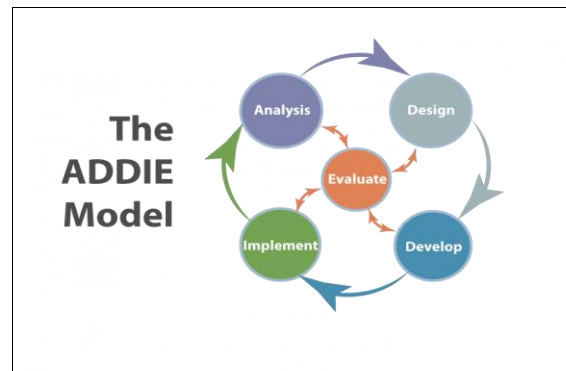 The
ADDIE
Model
Analysis
Design
Evaluate
Implement
Develop